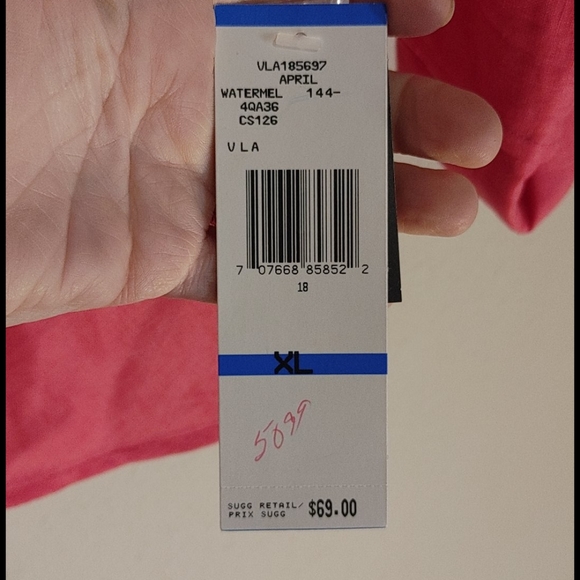 VLA185697
APRIL
WATERMEL 144-
4QA36
CS126
VLA
7 07668 85852 2
18
XL
5899
SUGG RETAIL/
PRIX SUGG $69.00